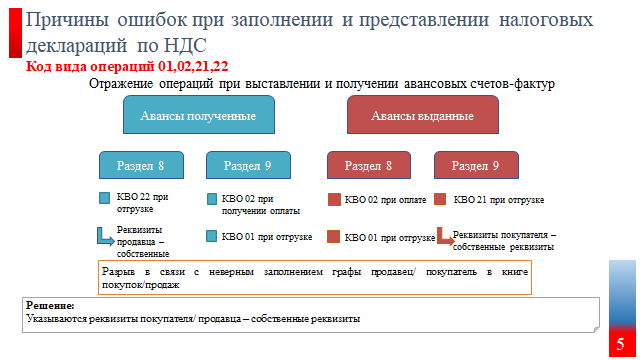 Причины ошибок при заполнении и представлении налоговых
деклараций по НДС
Код вида операций 01,02,21,22
Отражение операций при выставлении и получении авансовых счетов-фактур
Авансы полученные
Авансы выданные
Раздел 8
Раздел 9
Раздел 8
Раздел 9
КВО 22 при
отгрузке
КВО 02 при
получении оплаты
КВО 02 при оплате
КВО 21 при отгрузке
Реквизиты
продавца –
собственные
КВО 01 при отгрузке
КВО 01 при отгрузке
Реквизиты покупателя –
собственные реквизиты
Разрыв в связи с неверным заполнением графы продавец/ покупатель в книге
покупок/продаж
Решение:
Указываются реквизиты покупателя/ продавца – собственные реквизиты
5